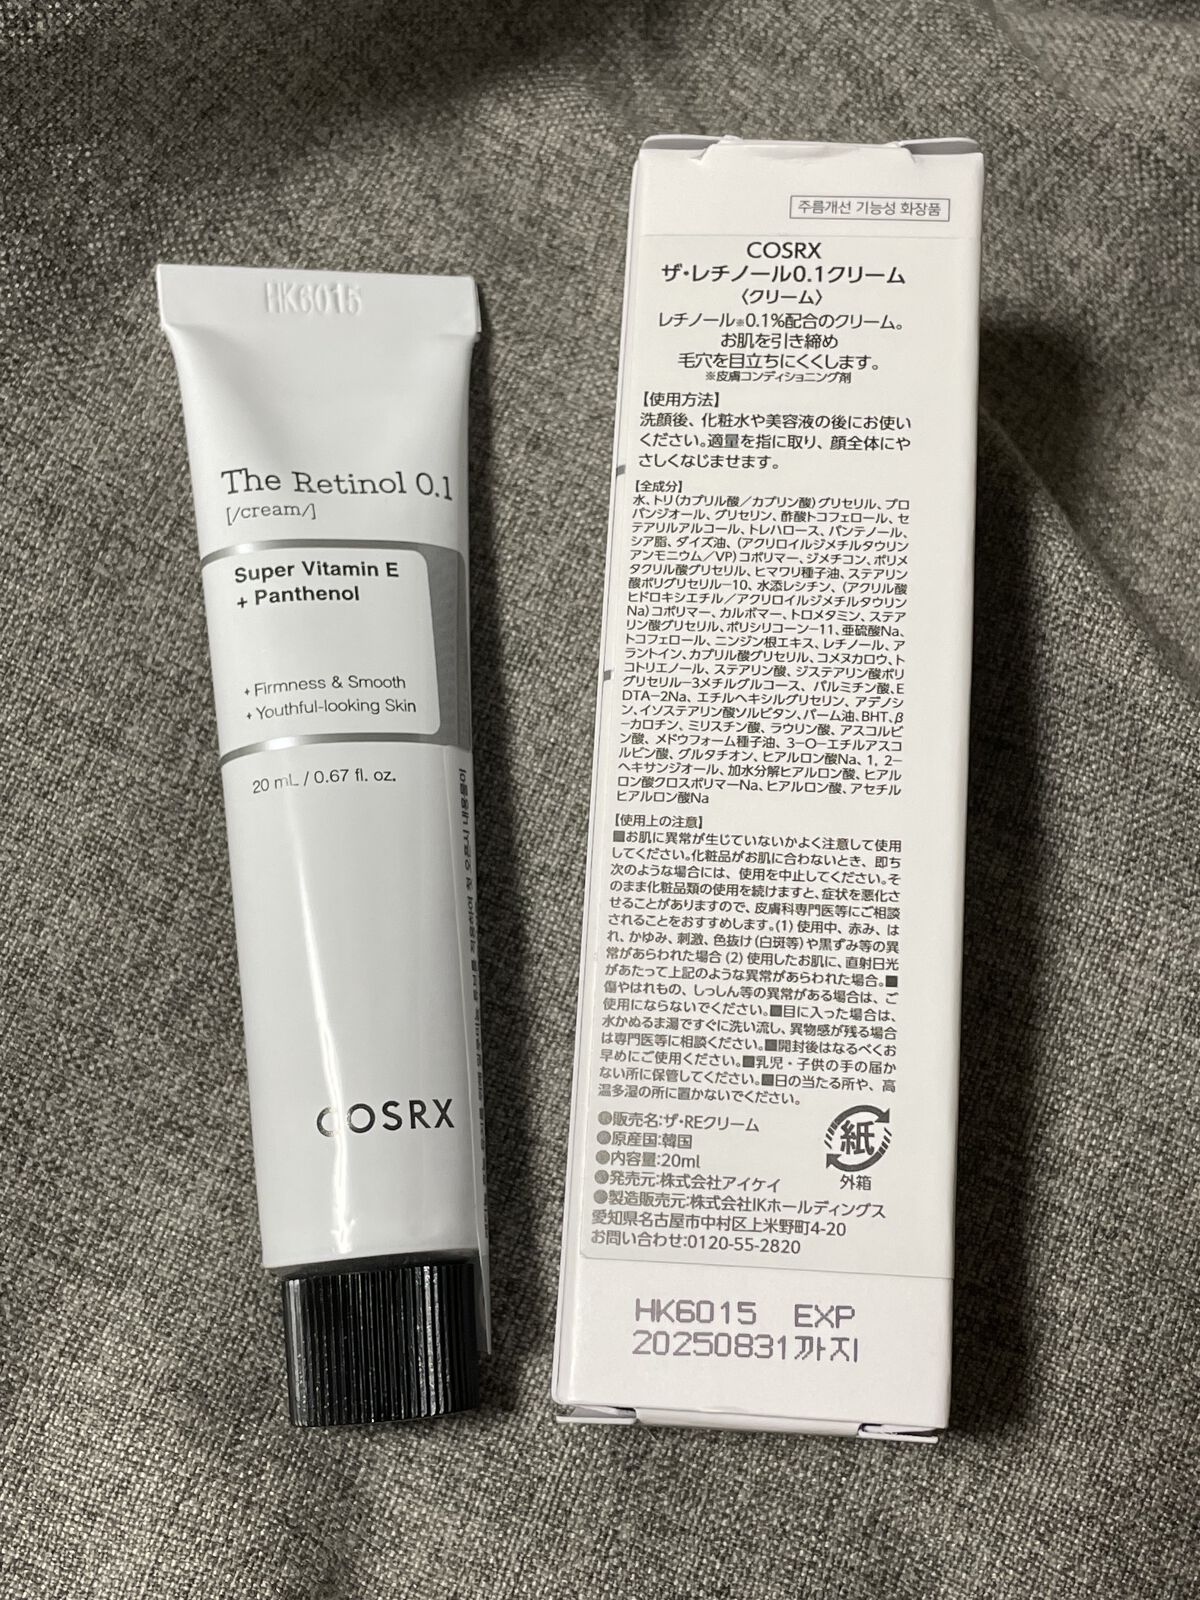 HK6015
The Retinol 0.1
[/cream/]
Super Vitamin E
+ Panthenol
+ Firmness & Smooth
+ Youthful-looking Skin
20 mL / 0.67 fl. oz.
COSRX
주름개선 기능성 화장품
COSRX
ザ・レチノール0.1クリーム
〈クリーム〉
レチノール※0.1%配合のクリーム。
お肌を引き締め
毛穴を目立ちにくくします。
※皮膚コンディショニング剤
【使用方法】
洗顔後、化粧水や美容液の後にお使い
ください。適量を指に取り、顔全体にや
さしくなじませます。
【全成分】
水、トリ(カプリル酸/カプリン酸)グリセリル、プロ
パンジオール、グリセリン、酢酸トコフェロール、セ
テアリルアルコール、トレハロース、パンテノール、
シア脂、ダイズ油、(アクリロイルジメチルタウリン
アンモニウム/VP)コポリマー、ジメチコン、ポリメ
タクリル酸グリセリル、ヒマワリ種子油、ステアリン
酸ポリグリセリル-10、水添レシチン、(アクリル酸
ヒドロキシエチル/アクリロイルジメチルタウリン
Na)コポリマー、カルボマー、トロメタミン、ステア
リン酸グリセリル、ポリシリコーン-11、亜硫酸Na、
トコフェロール、ニンジン根エキス、レチノール、ア
ラントイン、カプリル酸グリセリル、コメヌカロウ、ト
コトリエノール、ステアリン酸、ジステアリン酸ポリ
グリセリル-3メチルグルコース、パルミチン酸、E
DTA-2Na、エチルヘキシルグリセリン、アデノシ
ン、イソステアリン酸ソルビタン、パーム油、BHT、β
-カロチン、ミリスチン酸、ラウリン酸、アスコルビ
ン酸、メドウフォーム種子油、3-O-エチルアスコ
ルビン酸、グルタチオン、ヒアルロン酸Na、1, 2-
ヘキサンジオール、加水分解ヒアルロン酸、ヒアル
ロン酸クロスポリマーNa、ヒアルロン酸、アセチル
ヒアルロン酸Na
【使用上の注意】
■お肌に異常が生じていないかよく注意して使用
してください。化粧品がお肌に合わないとき、即ち
次のような場合には、使用を中止してください。そ
のまま化粧品類の使用を続けますと、症状を悪化さ
せることがありますので、皮膚科専門医等にご相談
されることをおすすめします。(1) 使用中、赤み、は
れ、かゆみ、刺激、色抜け(白斑等)や黒ずみ等の異
常があらわれた場合 (2) 使用したお肌に、直射日光
があたって上記のような異常があらわれた場合。■
傷やはれもの、しっしん等の異常がある場合は、ご
使用にならないでください。■目に入った場合は、
水かぬるま湯ですぐに洗い流し、異物感が残る場合
は専門医等に相談ください。■開封後はなるべくお
早めにご使用ください。■乳児・子供の手の届か
ない所に保管してください。■日の当たる所や、高
温多湿の所に置かないでください。
●販売名:ザ・REクリーム
●原産国:韓国
●内容量:20ml
●発売元:株式会社アイケイ
●製造販売元:株式会社IKホールディングス
愛知県名古屋市中村区上米野町4-20
お問い合わせ:0120-55-2820
紙
外箱
HK6015 EXP
20250831까지